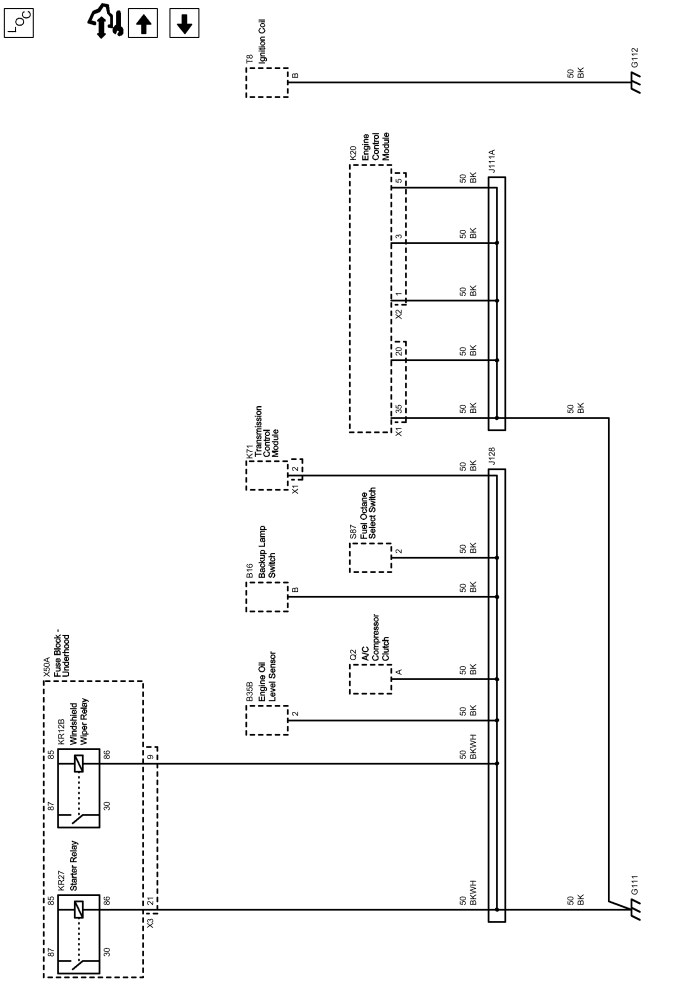 LOC
X50A
Fuse Block -
Underhood
KR27
Starter Relay
87
85
30
86
KR12B
Windshield
Wiper Relay
87
85
30
86
X3
21
9
B35B
Engine Oil
Level Sensor
2
Q2
A/C
Compressor
Clutch
A
B16
Backup Lamp
Switch
B
S87
Fuel Octane
Select Switch
2
K71
Transmission
Control
Module
X1
2
K20
Engine
Control
Module
X1
35
20
X2
1
3
5
T8
Ignition Coil
B
50
BKWH
50
BKWH
50
BK
50
BK
50
BK
50
BK
50
BK
50
BK
50
BK
50
BK
50
BK
50
BK
J128
J111A
50
BK
50
BK
50
BK
G111
G112